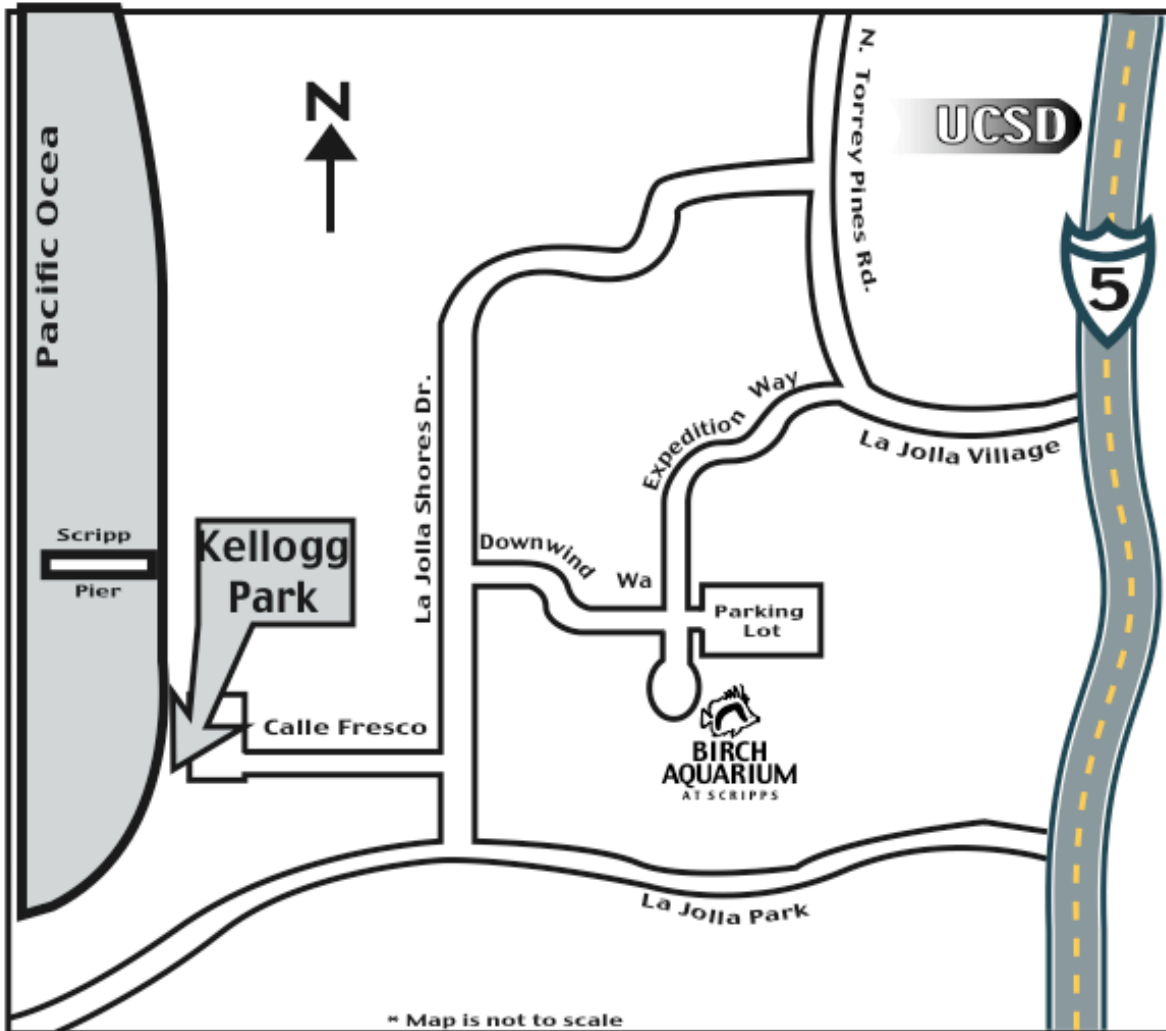 N
N. Torrey Pines Rd.
UCSD
Pacific Ocea
5
La Jolla Shores Dr.
Expedition Way
La Jolla Village
Scripp
Pier
Kellogg
Park
Downwind Wa
Parking
Lot
Calle Fresco
BIRCH
AQUARIUM
AT SCRIPPS
La Jolla Park
* Map is not to scale